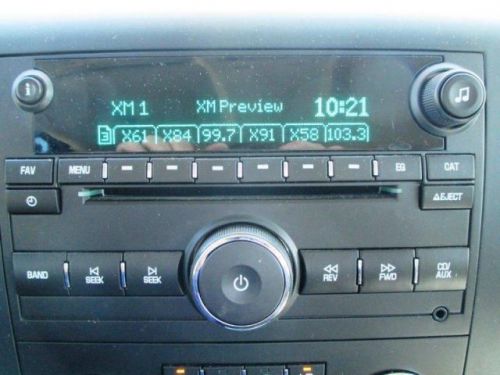 XM 1 XM Preview 10:21
3 X61 X84 99.7 X91 X58 103.3
FAV MENU EQ CAT
EJECT
BAND SEEK SEEK REV FWD CD/AUX